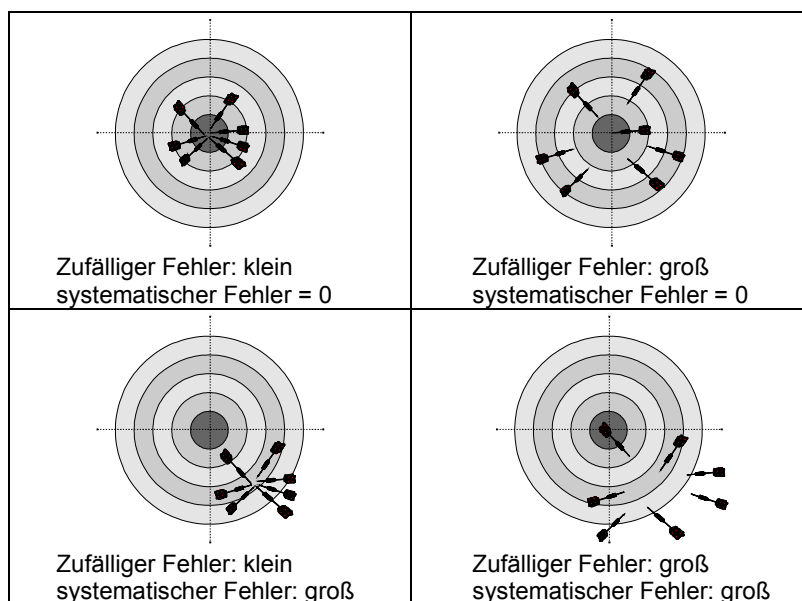 Zufälliger Fehler: klein
systematischer Fehler = 0
Zufälliger Fehler: groß
systematischer Fehler = 0
Zufälliger Fehler: klein
systematischer Fehler: groß
Zufälliger Fehler: groß
systematischer Fehler: groß